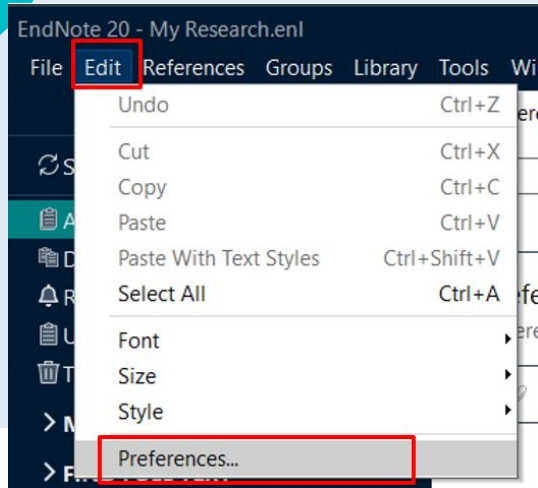 EndNote 20 - My Research.enl
File Edit References Groups Library Tools
Undo Ctrl+Z
Cut Ctrl+X
Copy Ctrl+C
Paste Ctrl+V
Paste With Text Styles Ctrl+Shift+V
Select All Ctrl+A
Font
Size
Style
Preferences...